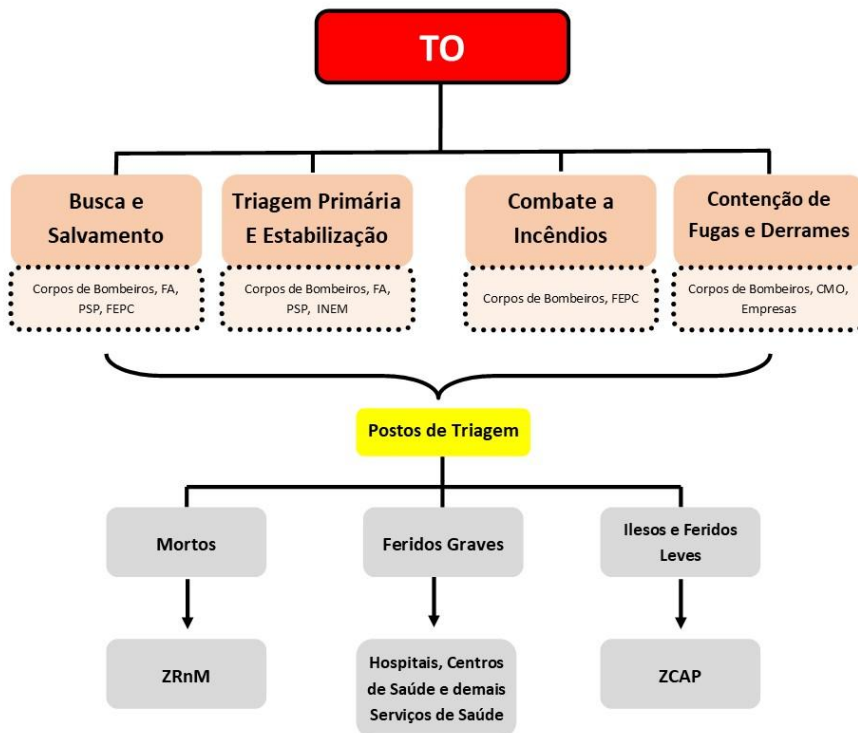 TO
Busca e
Salvamento
Corpos de Bombeiros, FA,
PSP, FEPC
Triagem Primária
E Estabilização
Corpos de Bombeiros, FA,
PSP, INEM
Combate a
Incêndios
Corpos de Bombeiros, FEPC
Contenção de
Fugas e Derrames
Corpos de Bombeiros, CMO,
Empresas
Postos de Triagem
Mortos
Feridos Graves
Ilesos e Feridos
Leves
ZRnM
Hospitais, Centros
de Saúde e demais
Serviços de Saúde
ZCAP